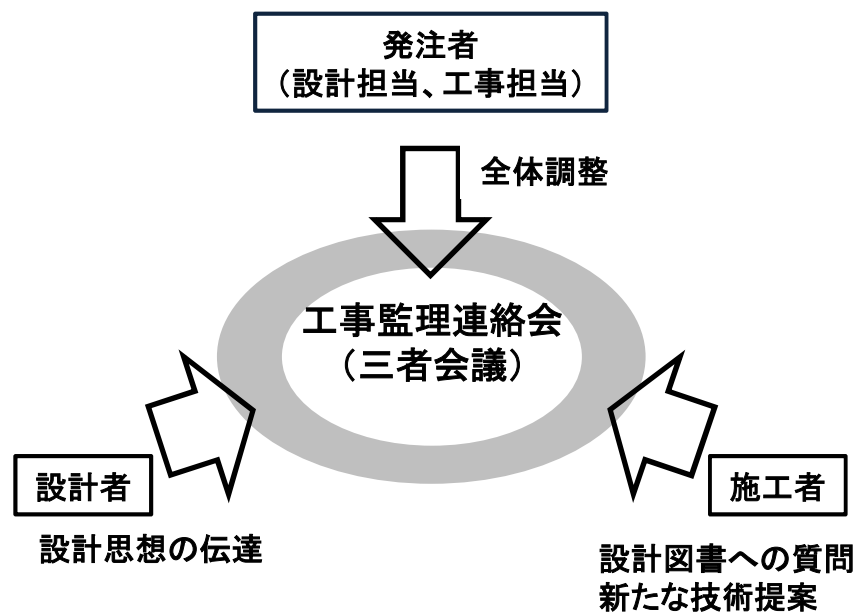 発注者
（設計担当、工事担当）
全体調整
工事監理連絡会
（三者会議）
設計者
設計思想の伝達
施工者
設計図書への質問
新たな技術提案